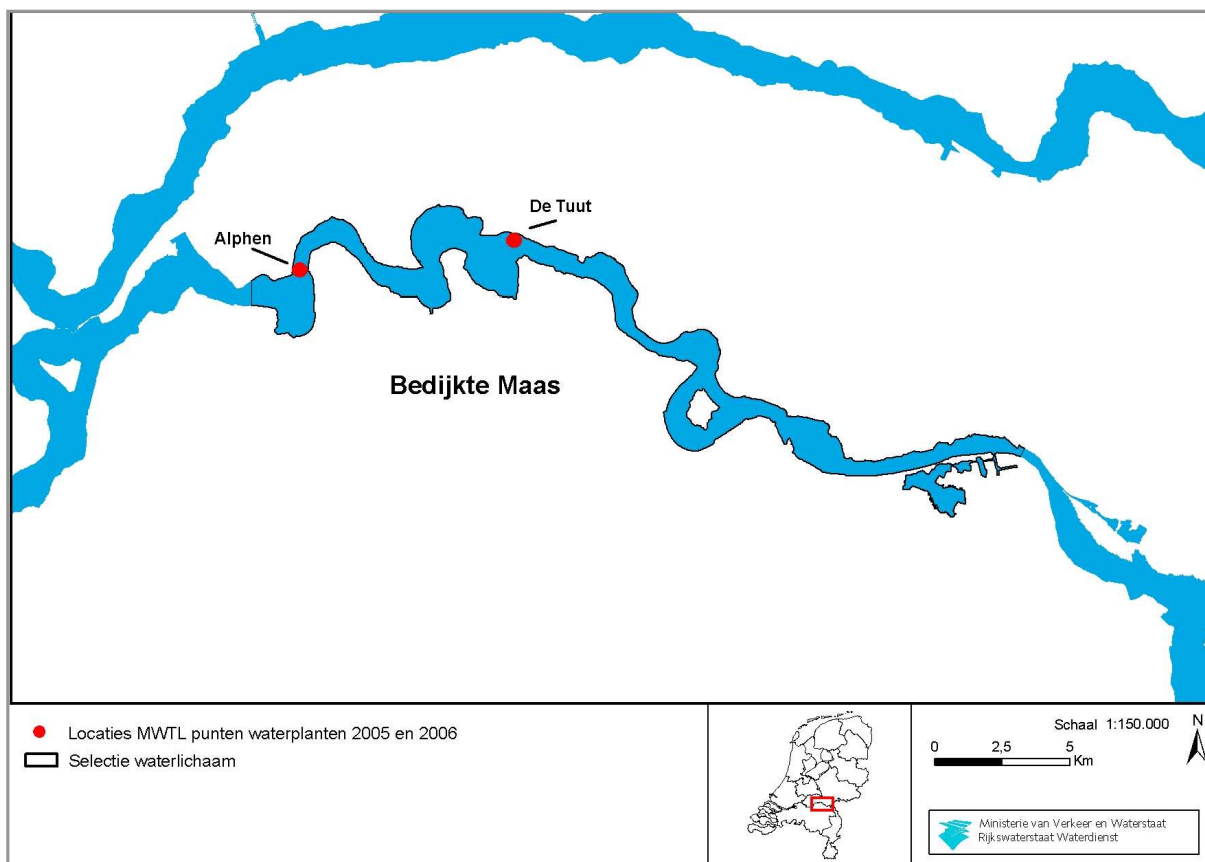 De Tuut
Alphen
Bedijkte Maas
Locaties MWTL punten waterplanten 2005 en 2006
Selectie waterlichaam
Schaal 1:150.000
N
0 2,5 5
Km
Ministerie van Verkeer en Waterstaat
Rijkswaterstaat Waterdienst